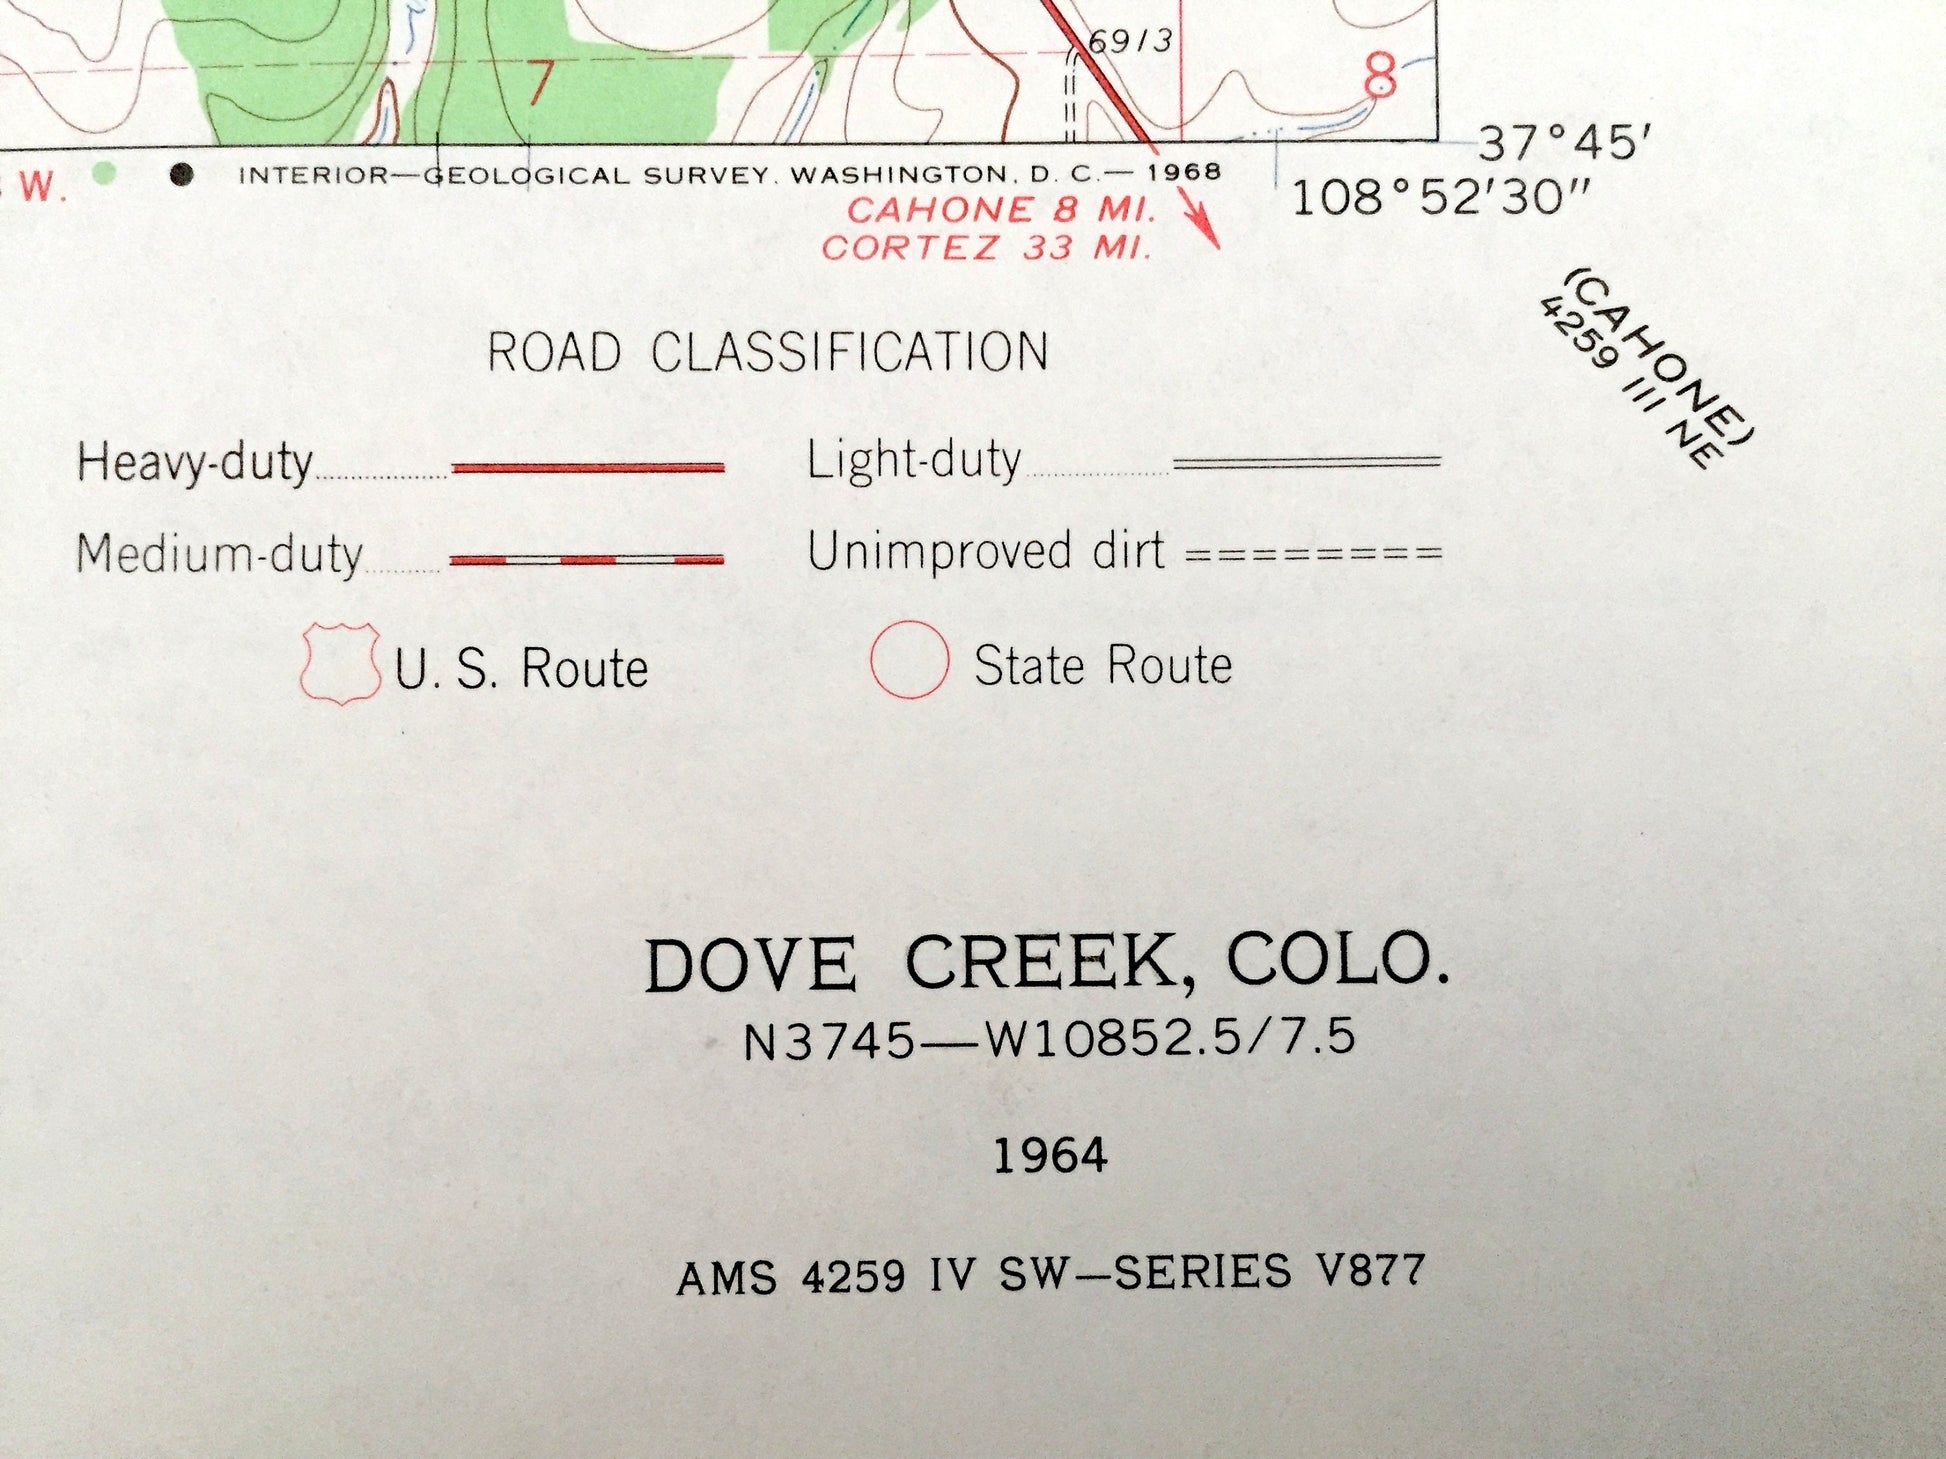 6913
7
8
37°45'
W.
INTERIOR—GEOLOGICAL SURVEY, WASHINGTON, D. C.— 1968
108°52'30"
CAHONE 8 MI.
CORTEZ 33 MI.
(CAHONE)
4259 III NE
ROAD CLASSIFICATION
Heavy-duty
Light-duty
Medium-duty
Unimproved dirt
U. S. Route
State Route
DOVE CREEK, COLO.
N3745—W10852.5/7.5
1964
AMS 4259 IV SW—SERIES V877